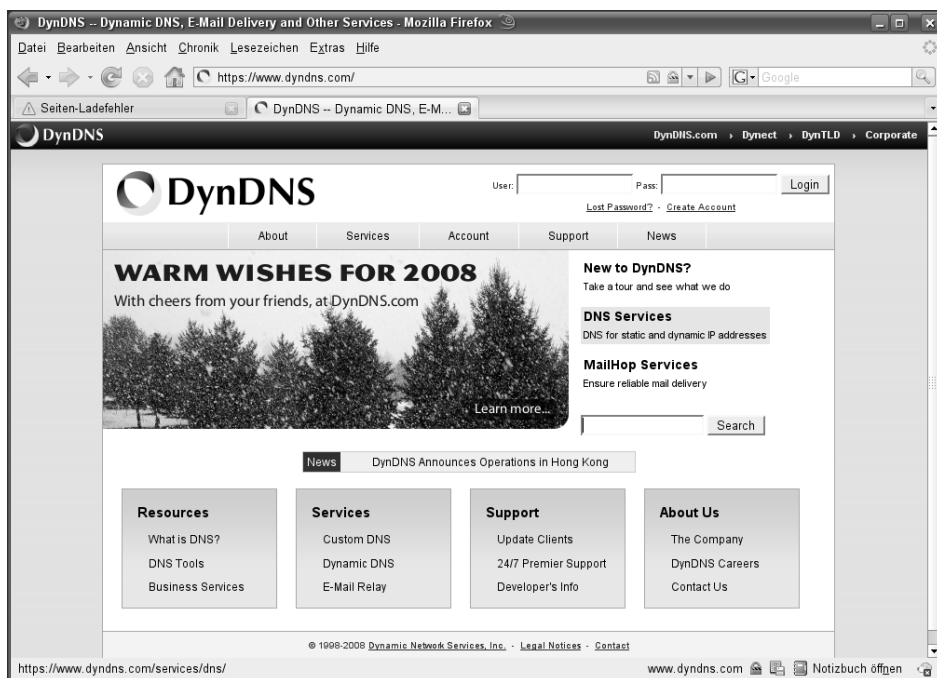 DynDNS -- Dynamic DNS, E-Mail Delivery and Other Services - Mozilla Firefox
Datei Bearbeiten Ansicht Chronik Lesezeichen Extras Hilfe
https://www.dyndns.com/
G Google
Seiten-Ladefehler
DynDNS -- Dynamic DNS, E-M...
DynDNS
DynDNS.com › Dynect › DynTLD › Corporate
DynDNS
User: Pass: Login
Lost Password? - Create Account
About Services Account Support News
WARM WISHES FOR 2008
With cheers from your friends, at DynDNS.com
Learn more...
New to DynDNS?
Take a tour and see what we do
DNS Services
DNS for static and dynamic IP addresses
MailHop Services
Ensure reliable mail delivery
Search
News DynDNS Announces Operations in Hong Kong
Resources
What is DNS?
DNS Tools
Business Services
Services
Custom DNS
Dynamic DNS
E-Mail Relay
Support
Update Clients
24/7 Premier Support
Developer's Info
About Us
The Company
DynDNS Careers
Contact Us
© 1998-2008 Dynamic Network Services, Inc. - Legal Notices - Contact
https://www.dyndns.com/services/dns/
www.dyndns.com Notizbuch öffnen